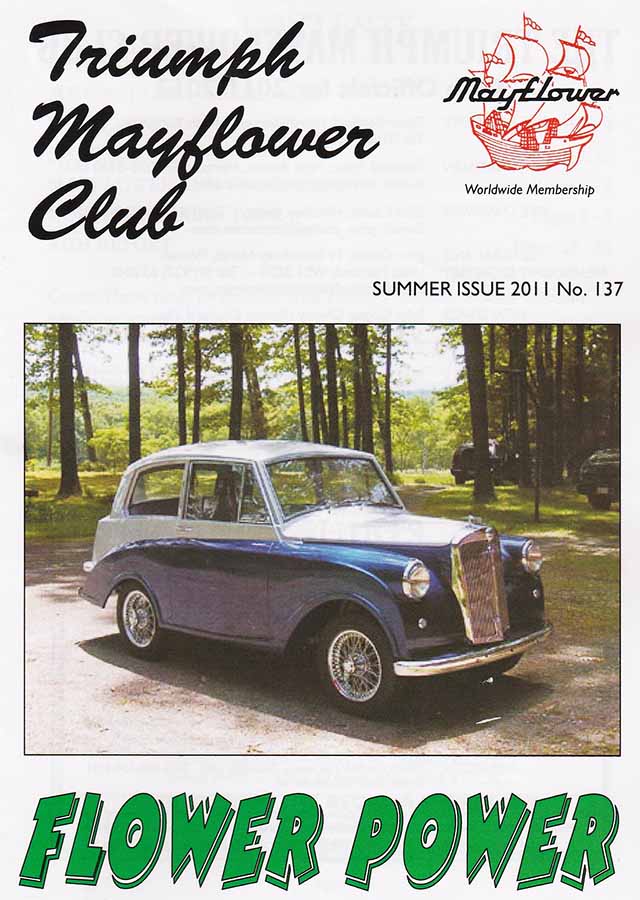 Triumph
Mayflower
Club
Mayflower
Worldwide Membership
SUMMER ISSUE 2011 No. 137
FLOWER POWER